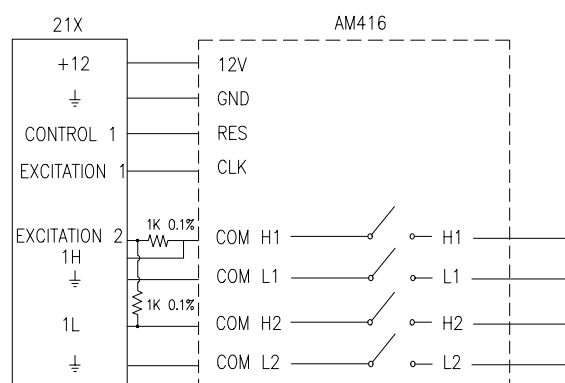 21X AM416
+12 12V
GND
CONTROL 1 RES
EXCITATION 1 CLK
1K 0.1%
EXCITATION 2 COM H1 H1
1H
COM L1 L1
1K 0.1%
1L COM H2 H2
COM L2 L2